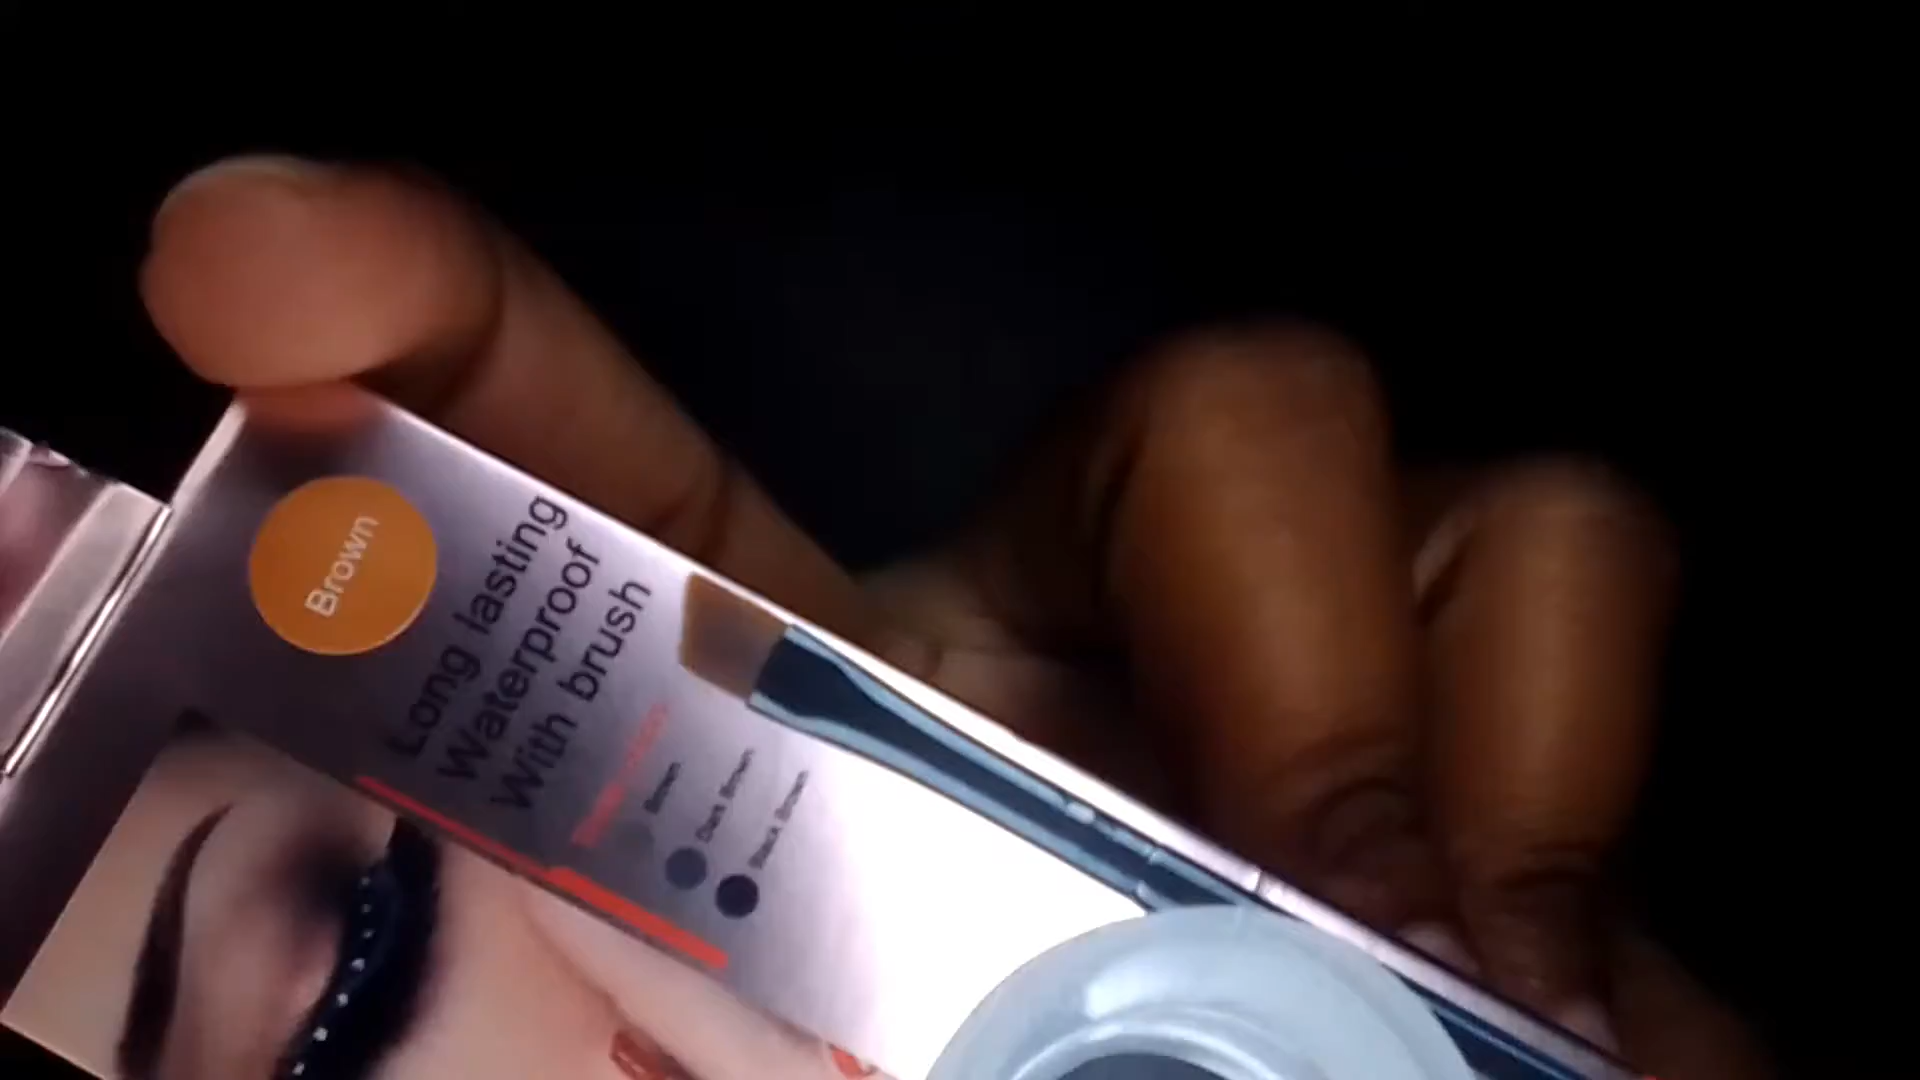 Brown
Long lasting
Waterproof
With brush
Brown
Dark Brown
Black Brown